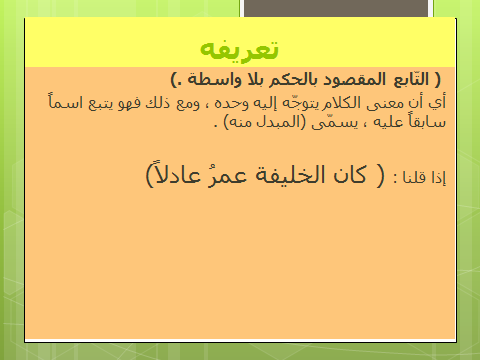 تعريفه
( التّابع المقصود بالحكم بلا واسطة .)
أي أن معنى الكلام يتوجّه إليه وحده ، ومع ذلك فهو يتبع اسماً
سابقاً عليه ، يسمّى (المبدل منه) .
إذا قلنا : ( كان الخليفة عمرُ عادلاً)